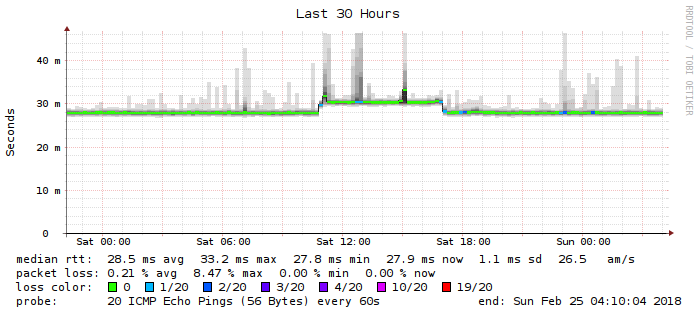 Last 30 Hours
RRDTOOL / TOBI OETIKER
Seconds
40 m
30 m
20 m
10 m
0
Sat 00:00 Sat 06:00 Sat 12:00 Sat 18:00 Sun 00:00
median rtt: 28.5 ms avg 33.2 ms max 27.8 ms min 27.9 ms now 1.1 ms sd 26.5 am/s
packet loss: 0.21 % avg 8.47 % max 0.00 % min 0.00 % now
loss color: 0 1/20 2/20 3/20 4/20 10/20 19/20
probe: 20 ICMP Echo Pings (56 Bytes) every 60s end: Sun Feb 25 04:10:04 2018